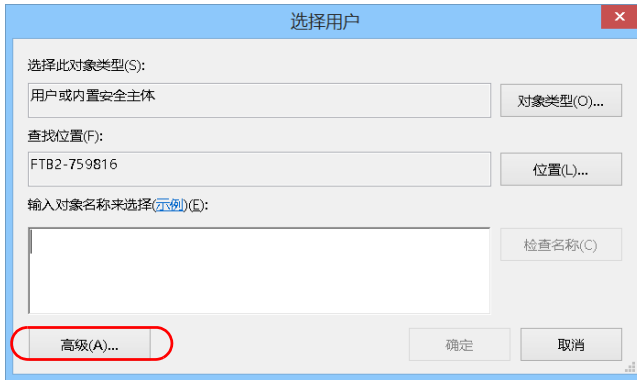 选择用户
选择此对象类型(S):
用户或内置安全主体
对象类型(O)...
查找位置(F):
FTB2-759816
位置(L)...
输入对象名称来选择(示例)(E):
检查名称(C)
高级(A)...
确定
取消